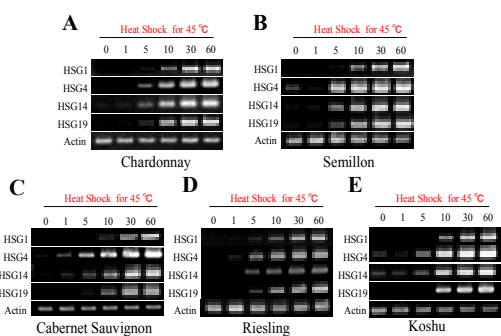 A
Heat Shock for 45 ℃
0 1 5 10 30 60
HSG1
HSG4
HSG14
HSG19
Actin
Chardonnay
B
Heat Shock for 45 ℃
0 1 5 10 30 60
HSG1
HSG4
HSG14
HSG19
Actin
Semillon
C
Heat Shock for 45 ℃
0 1 5 10 30 60
HSG1
HSG4
HSG14
HSG19
Actin
Cabernet Sauvignon
D
Heat Shock for 45 ℃
0 1 5 10 30 60
HSG1
HSG4
HSG14
HSG19
Actin
Riesling
E
Heat Shock for 45 ℃
0 1 5 10 30 60
HSG1
HSG4
HSG14
HSG19
Actin
Koshu